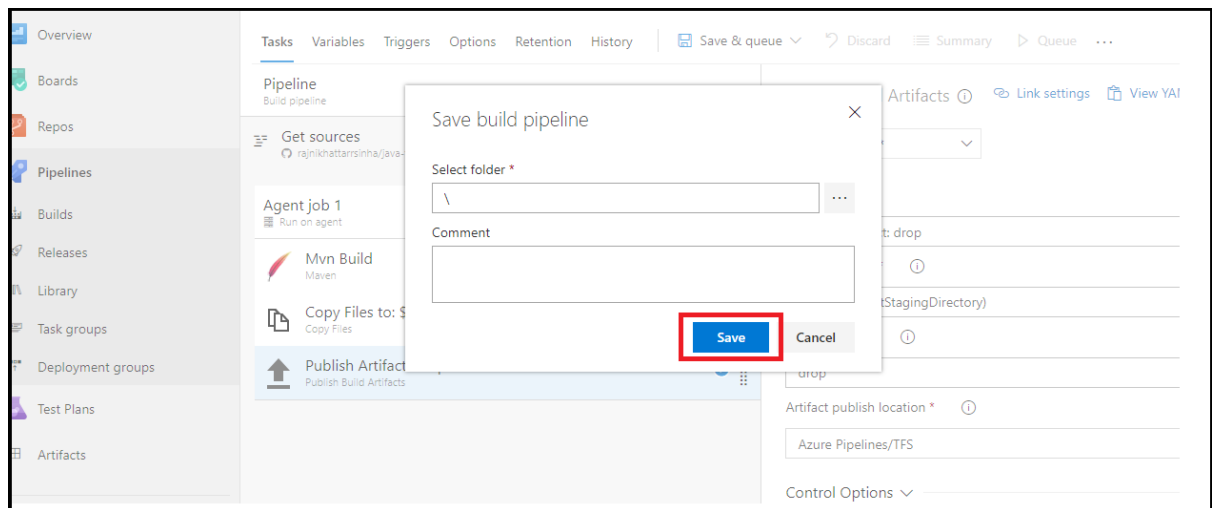 Overview
Boards
Repos
Pipelines
Builds
Releases
Library
Task groups
Deployment groups
Test Plans
Artifacts
Tasks Variables Triggers Options Retention History Save & queue Discard Summary Queue ...
Pipeline
Build pipeline
Get sources
rajnikhattarrsinha/java-
Agent job 1
Run on agent
Mvn Build
Maven
Copy Files to: $
Copy Files
Publish Artifact
Publish Build Artifacts
Save build pipeline
Select folder *
\
...
Comment
Save Cancel
Artifacts Link settings View YAM
t: drop
tStagingDirectory)
drop
Artifact publish location *
Azure Pipelines/TFS
Control Options